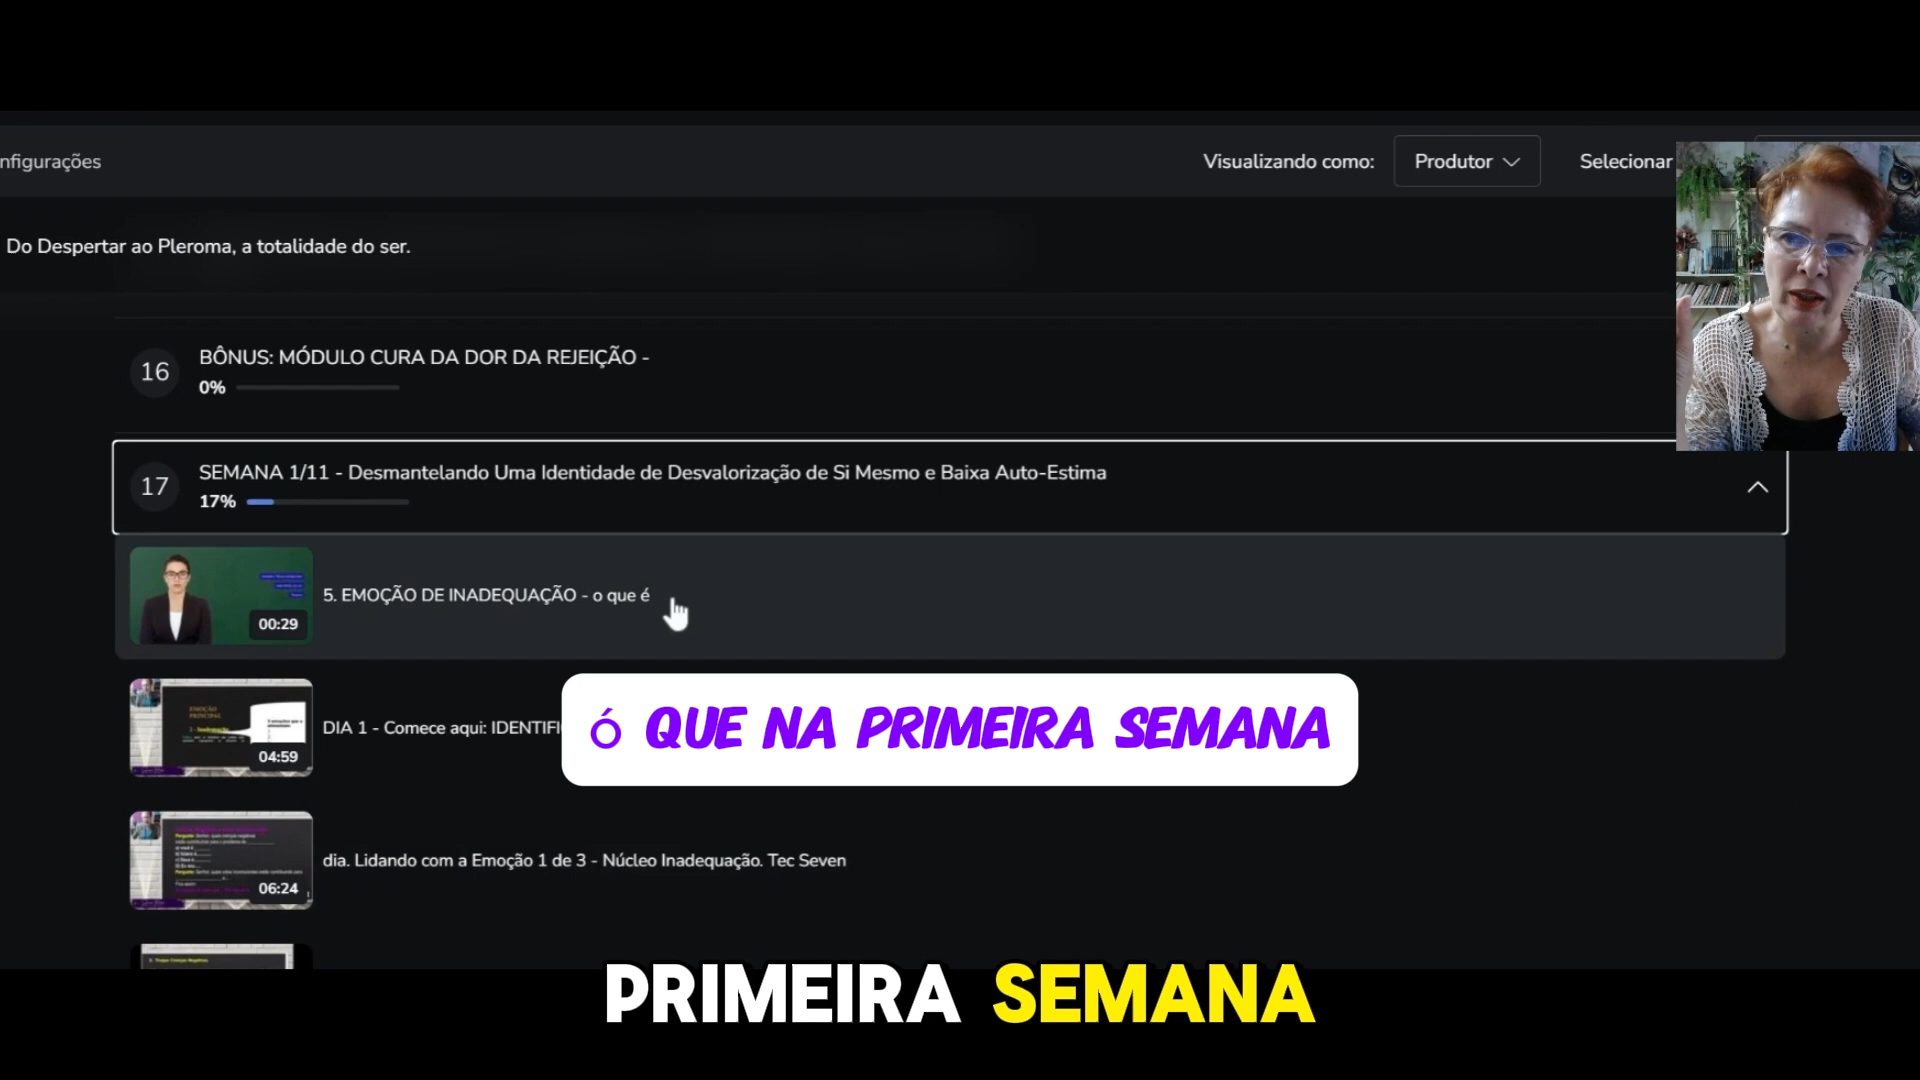 nfigurações
Visualizando como:
Produtor
Selecionar
Do Despertar ao Pleroma, a totalidade do ser.
16
BÔNUS: MÓDULO CURA DA DOR DA REJEIÇÃO -
0%
17
SEMANA 1/11 - Desmantelando Uma Identidade de Desvalorização de Si Mesmo e Baixa Auto-Estima
17%
00:29
5. EMOÇÃO DE INADEQUAÇÃO - o que é
EMOÇÃO
PRINCIPAL
04:59
DIA 1 - Comece aqui: IDENTIFI
Ó QUE NA PRIMEIRA SEMANA
06:24
dia. Lidando com a Emoção 1 de 3 - Núcleo Inadequação. Tec Seven
PRIMEIRA SEMANA